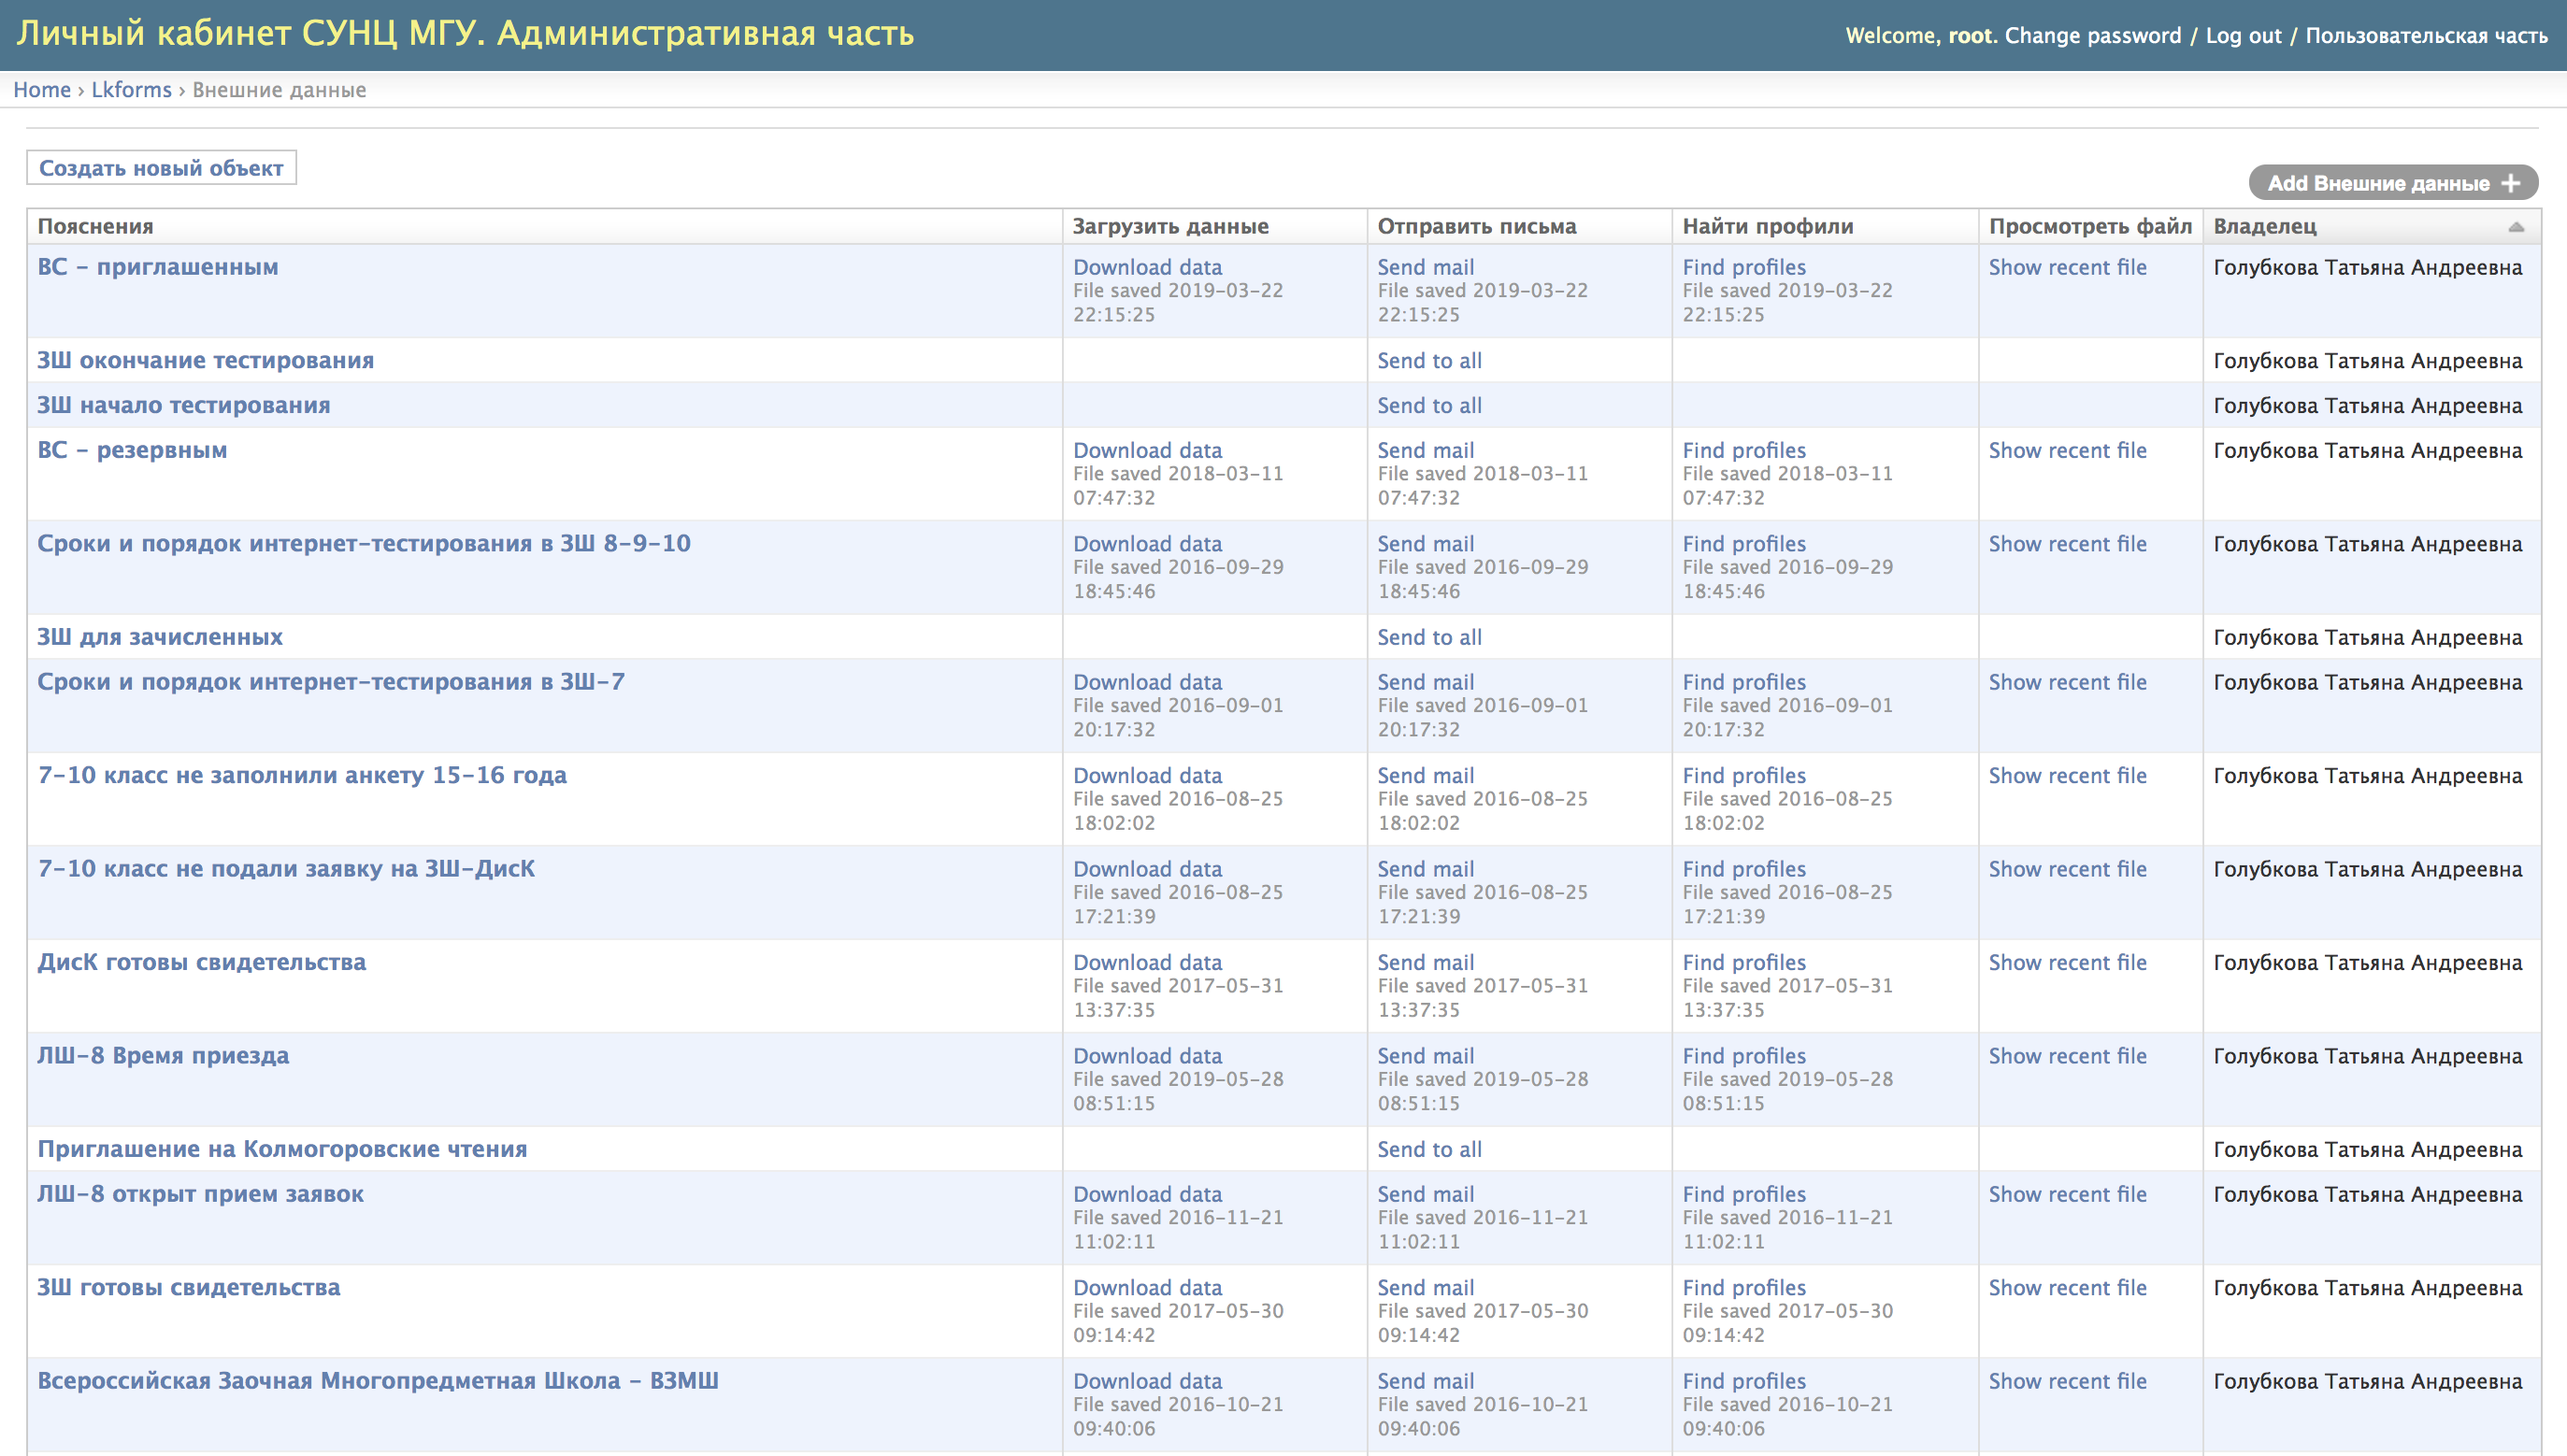 Личный кабинет СУНЦ МГУ. Административная часть
Welcome, root. Change password / Log out / Пользовательская часть
Home › Lkforms › Внешние данные
Создать новый объект
Add Внешние данные +
Пояснения Загрузить данные Отправить письма Найти профили Просмотреть файл Владелец
ВС – приглашенным Download data Send mail Find profiles Show recent file Голубкова Татьяна Андреевна
File saved 2019-03-22 File saved 2019-03-22 File saved 2019-03-22
22:15:25 22:15:25 22:15:25
ЗШ окончание тестирования Send to all Голубкова Татьяна Андреевна
ЗШ начало тестирования Send to all Голубкова Татьяна Андреевна
ВС – резервным Download data Send mail Find profiles Show recent file Голубкова Татьяна Андреевна
File saved 2018-03-11 File saved 2018-03-11 File saved 2018-03-11
07:47:32 07:47:32 07:47:32
Сроки и порядок интернет-тестирования в ЗШ 8-9-10 Download data Send mail Find profiles Show recent file Голубкова Татьяна Андреевна
File saved 2016-09-29 File saved 2016-09-29 File saved 2016-09-29
18:45:46 18:45:46 18:45:46
ЗШ для зачисленных Send to all Голубкова Татьяна Андреевна
Сроки и порядок интернет-тестирования в ЗШ-7 Download data Send mail Find profiles Show recent file Голубкова Татьяна Андреевна
File saved 2016-09-01 File saved 2016-09-01 File saved 2016-09-01
20:17:32 20:17:32 20:17:32
7-10 класс не заполнили анкету 15-16 года Download data Send mail Find profiles Show recent file Голубкова Татьяна Андреевна
File saved 2016-08-25 File saved 2016-08-25 File saved 2016-08-25
18:02:02 18:02:02 18:02:02
7-10 класс не подали заявку на ЗШ-ДисК Download data Send mail Find profiles Show recent file Голубкова Татьяна Андреевна
File saved 2016-08-25 File saved 2016-08-25 File saved 2016-08-25
17:21:39 17:21:39 17:21:39
ДисК готовы свидетельства Download data Send mail Find profiles Show recent file Голубкова Татьяна Андреевна
File saved 2017-05-31 File saved 2017-05-31 File saved 2017-05-31
13:37:35 13:37:35 13:37:35
ЛШ-8 Время приезда Download data Send mail Find profiles Show recent file Голубкова Татьяна Андреевна
File saved 2019-05-28 File saved 2019-05-28 File saved 2019-05-28
08:51:15 08:51:15 08:51:15
Приглашение на Колмогоровские чтения Send to all Голубкова Татьяна Андреевна
ЛШ-8 открыт прием заявок Download data Send mail Find profiles Show recent file Голубкова Татьяна Андреевна
File saved 2016-11-21 File saved 2016-11-21 File saved 2016-11-21
11:02:11 11:02:11 11:02:11
ЗШ готовы свидетельства Download data Send mail Find profiles Show recent file Голубкова Татьяна Андреевна
File saved 2017-05-30 File saved 2017-05-30 File saved 2017-05-30
09:14:42 09:14:42 09:14:42
Всероссийская Заочная Многопредметная Школа – ВЗМШ Download data Send mail Find profiles Show recent file Голубкова Татьяна Андреевна
File saved 2016-10-21 File saved 2016-10-21 File saved 2016-10-21
09:40:06 09:40:06 09:40:06